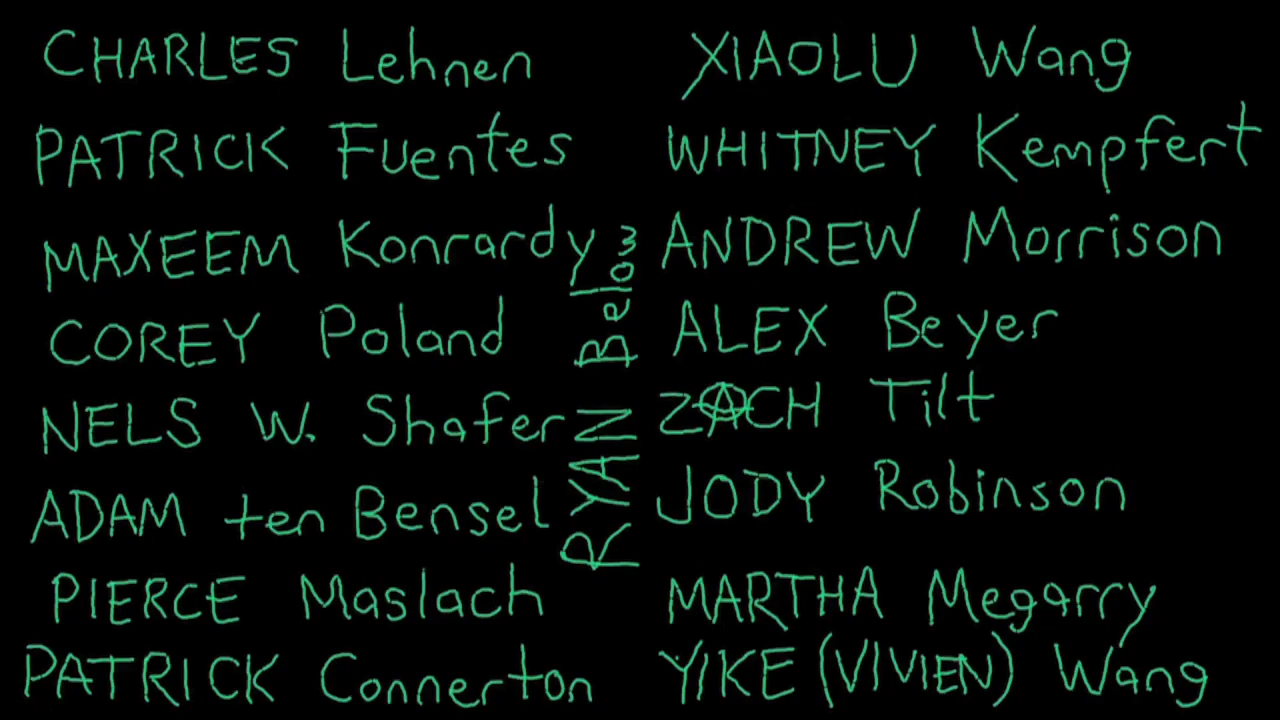 CHARLES Lehnen
PATRICK Fuentes
MAXEEM Konrardy
COREY Poland
NELS W. Shafer
ADAM ten Bensel
PIERCE Maslach
PATRICK Connerton
RYAN Below
XIAOLU Wang
WHITNEY Kempfert
ANDREW Morrison
ALEX Beyer
ZACH Tilt
JODY Robinson
MARTHA Megarry
YIKE (VIVIEN) Wang